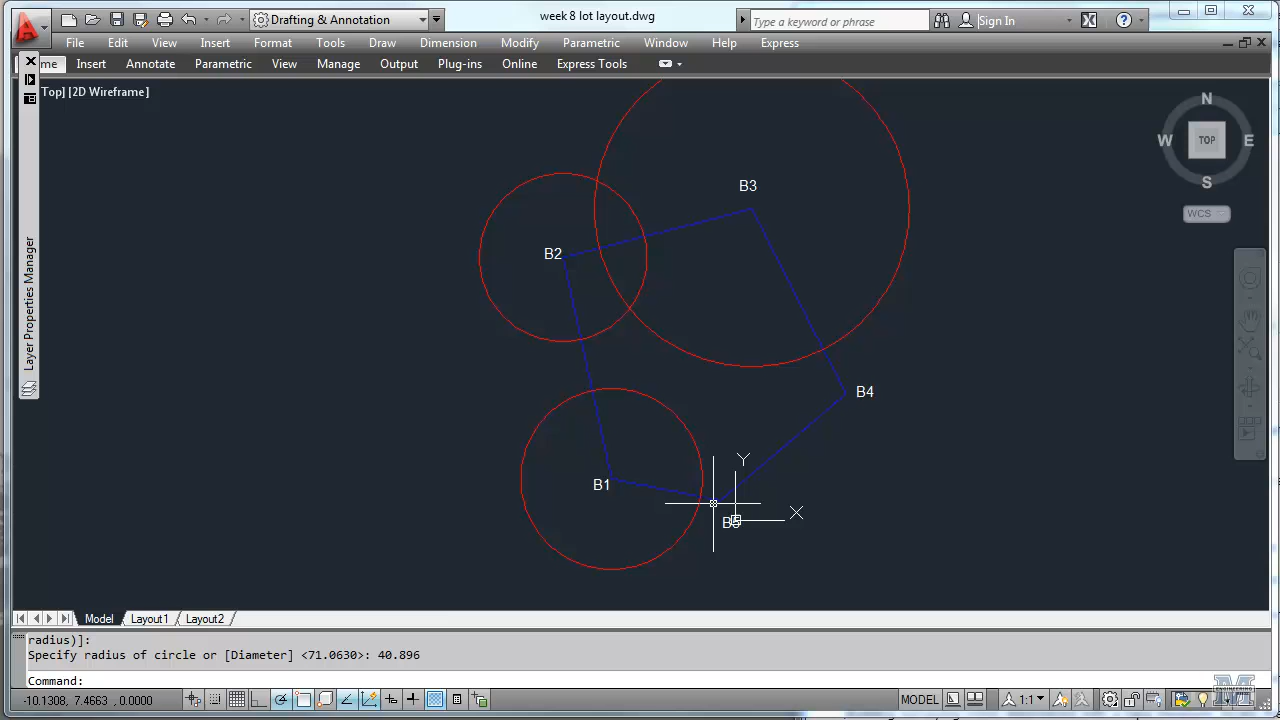 Drafting & Annotation
week 8 lot layout.dwg
Type a keyword or phrase
Sign In
File Edit View Insert Format Tools Draw Dimension Modify Parametric Window Help Express
me Insert Annotate Parametric View Manage Output Plug-ins Online Express Tools
Top] [2D Wireframe]
N
W TOP E
S
WCS
B3
B2
B4
B1
B5
Y
X
Layer Properties Manager
Model Layout1 Layout2
radius)]:
Specify radius of circle or [Diameter] <71.0630>: 40.896
Command:
-10.1308, 7.4663, 0.0000
MODEL
1:1
ENGINEERING